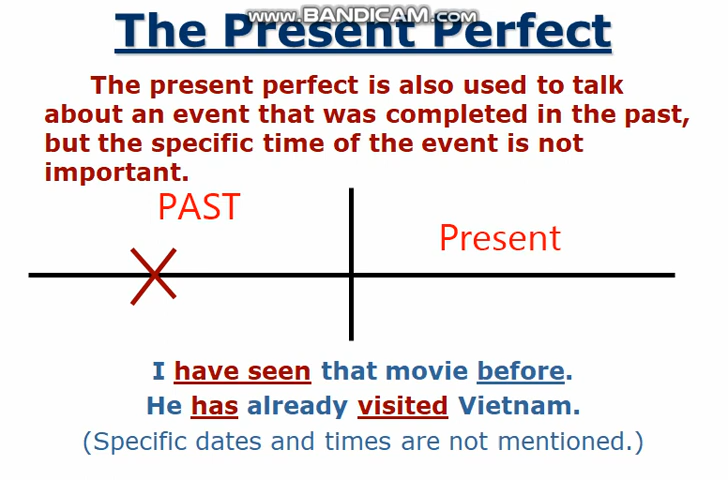 www.BANDICAM.com
The Present Perfect
The present perfect is also used to talk
about an event that was completed in the past,
but the specific time of the event is not
important.
PAST
Present
I have seen that movie before.
He has already visited Vietnam.
(Specific dates and times are not mentioned.)